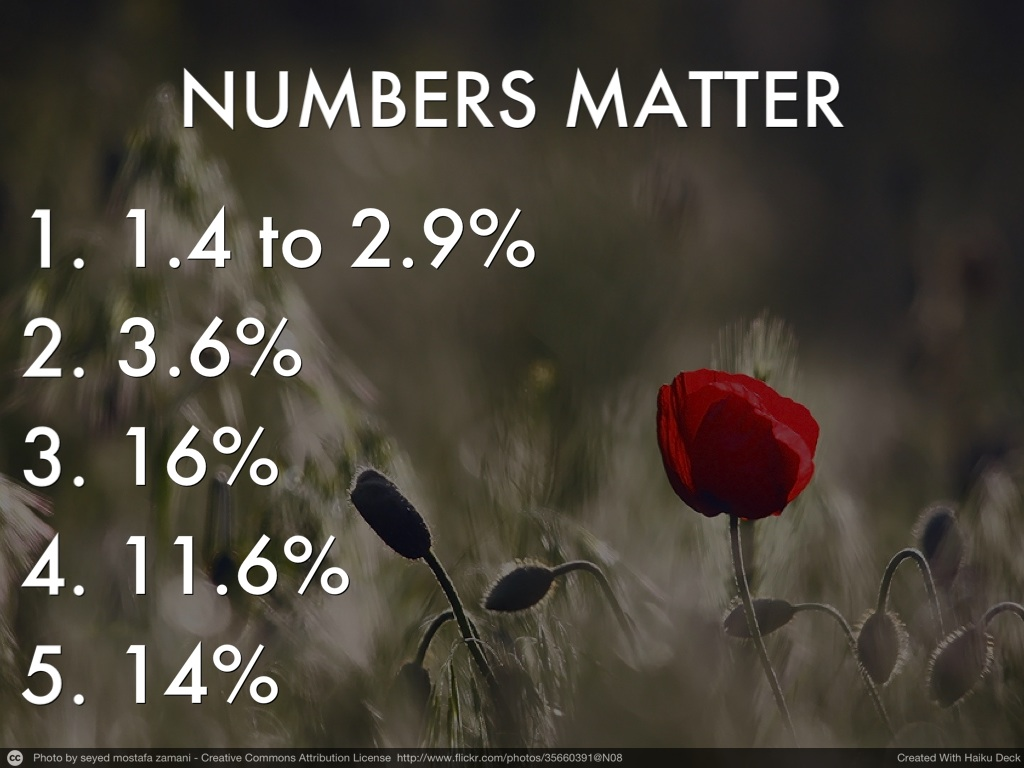 NUMBERS MATTER
1. 1.4 to 2.9%
2. 3.6%
3. 16%
4. 11.6%
5. 14%
cc Photo by seyed mostafa zamani - Creative Commons Attribution License http://www.flickr.com/photos/35660391@N08 Created With Haiku Deck